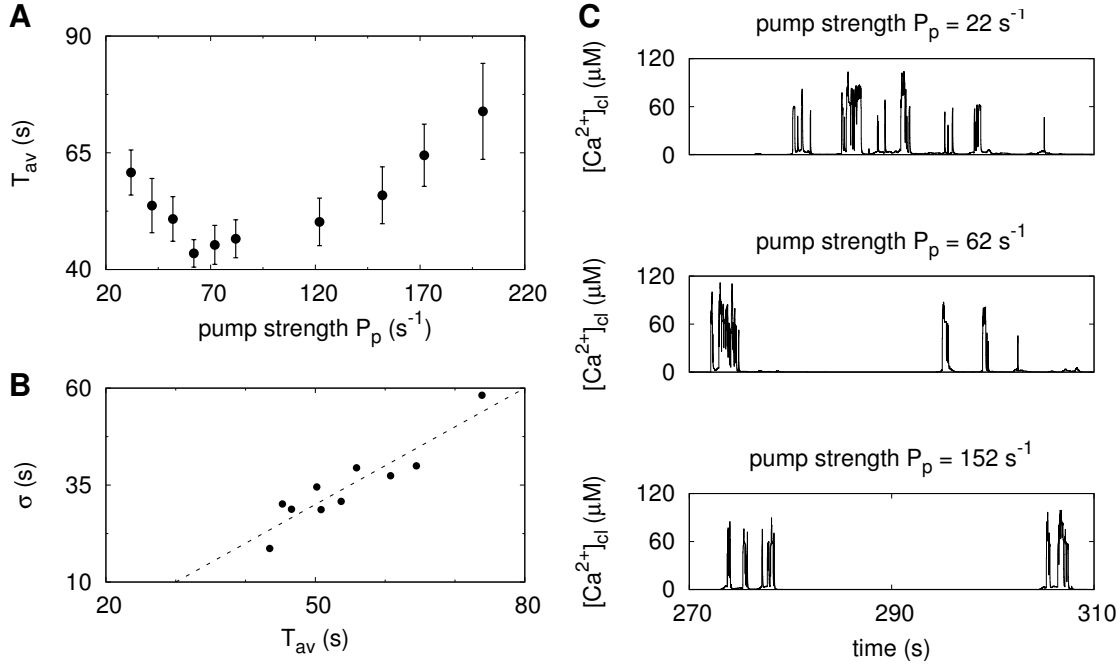 A
90
65
40
T_av (s)
20 70 120 170 220
pump strength P_p (s^-1)
B
60
35
10
σ (s)
20 50 80
T_av (s)
C
pump strength P_p = 22 s^-1
120
60
0
[Ca^2+]_cl (μM)
pump strength P_p = 62 s^-1
120
60
0
[Ca^2+]_cl (μM)
pump strength P_p = 152 s^-1
120
60
0
[Ca^2+]_cl (μM)
270 290 310
time (s)